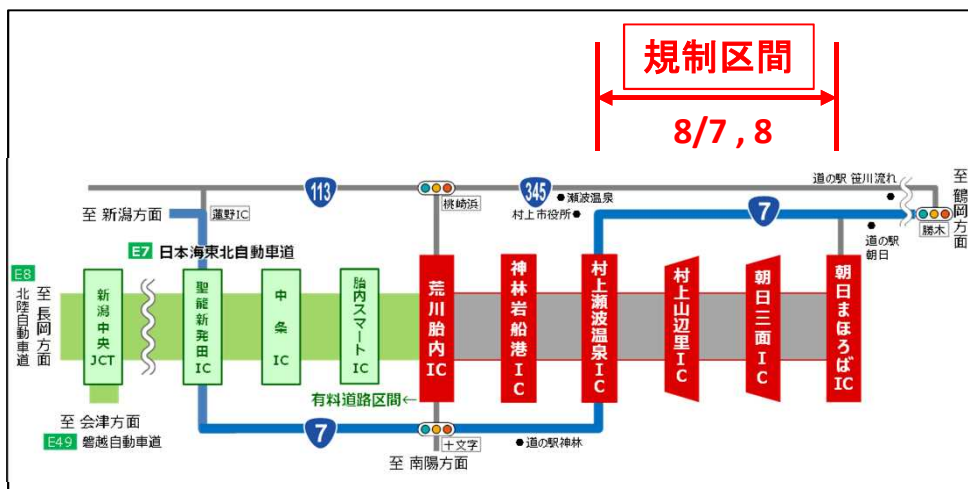 規制区間
8/7 , 8
道の駅 笹川流れ
至 鶴岡方面
113
345
瀬波温泉
村上市役所
桃崎浜
7
勝木
道の駅
朝日
至 新潟方面
蓮野IC
E7 日本海東北自動車道
E8
北陸自動車道
至 長岡方面
新潟中央JCT
聖籠新発田IC
中条IC
胎内スマートIC
荒川胎内IC
神林岩船港IC
村上瀬波温泉IC
村上山辺里IC
朝日三面IC
朝日まほろばIC
有料道路区間←
至 会津方面
E49 磐越自動車道
7
十文字
道の駅神林
至 南陽方面